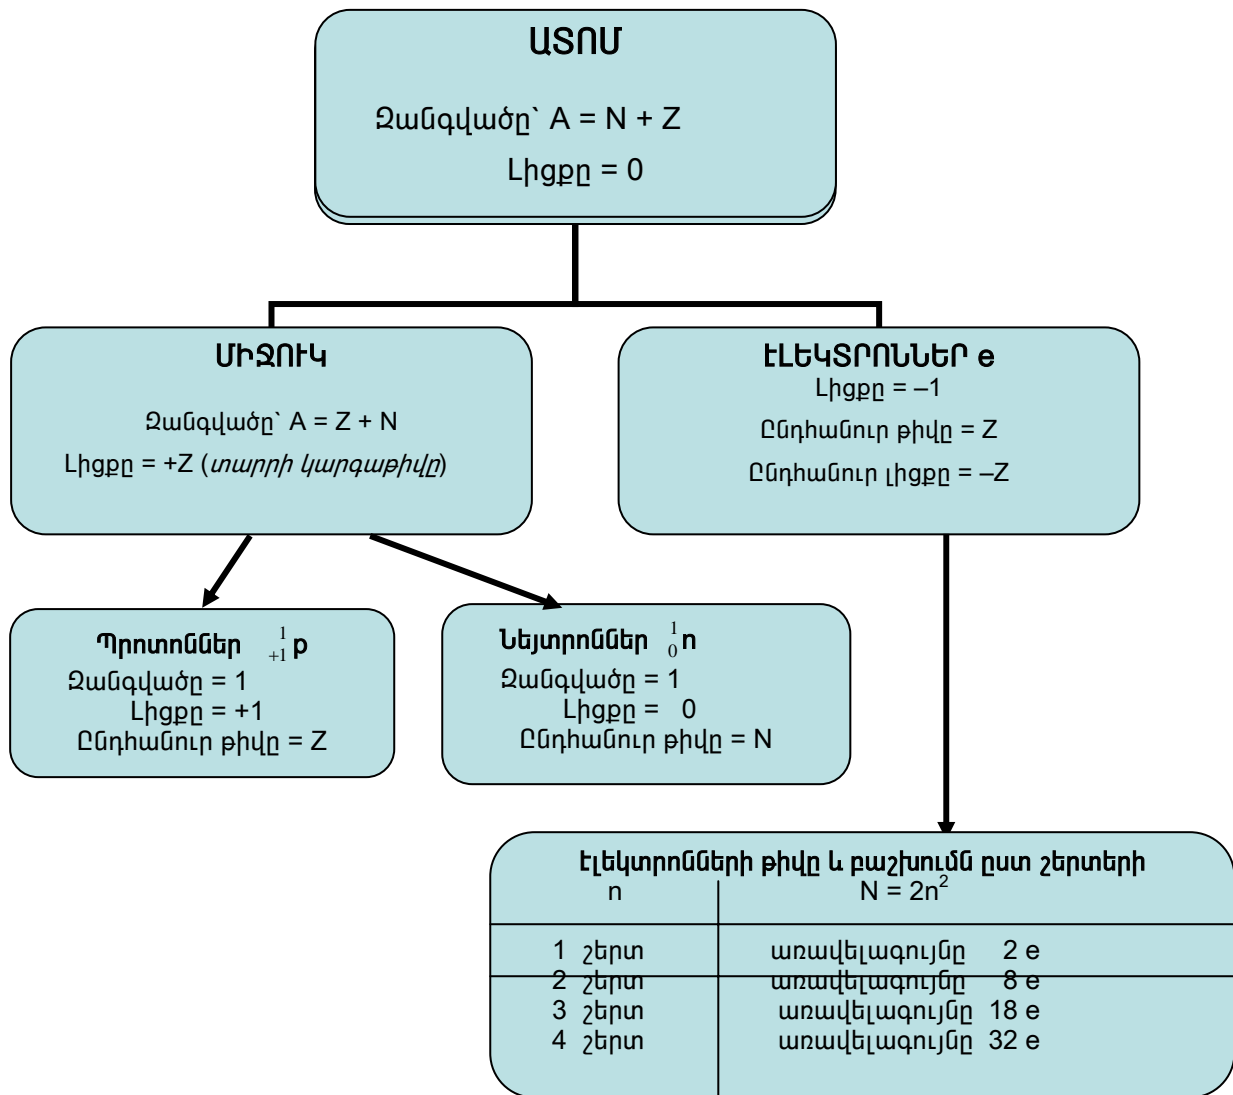 ԱՏՈՄ
Զանգվածը՝ A = N + Z
Լիցքը = 0
ՄԻՋՈՒԿ
Զանգվածը՝ A = Z + N
Լիցքը = +Z (տարրի կարգաթիվը)
ԷԼԵԿՏՐՈՆՆԵՐ e
Լիցքը = –1
Ընդհանուր թիվը = Z
Ընդհանուր լիցքը = –Z
Պրոտոններ ¹₊₁p
Զանգվածը = 1
Լիցքը = +1
Ընդհանուր թիվը = Z
Նեյտրոններ ¹₀n
Զանգվածը = 1
Լիցքը = 0
Ընդհանուր թիվը = N
Էլեկտրոնների թիվը և բաշխումն ըստ շերտերի
n N = 2n²
1 շերտ առավելագույնը 2 e
2 շերտ առավելագույնը 8 e
3 շերտ առավելագույնը 18 e
4 շերտ առավելագույնը 32 e